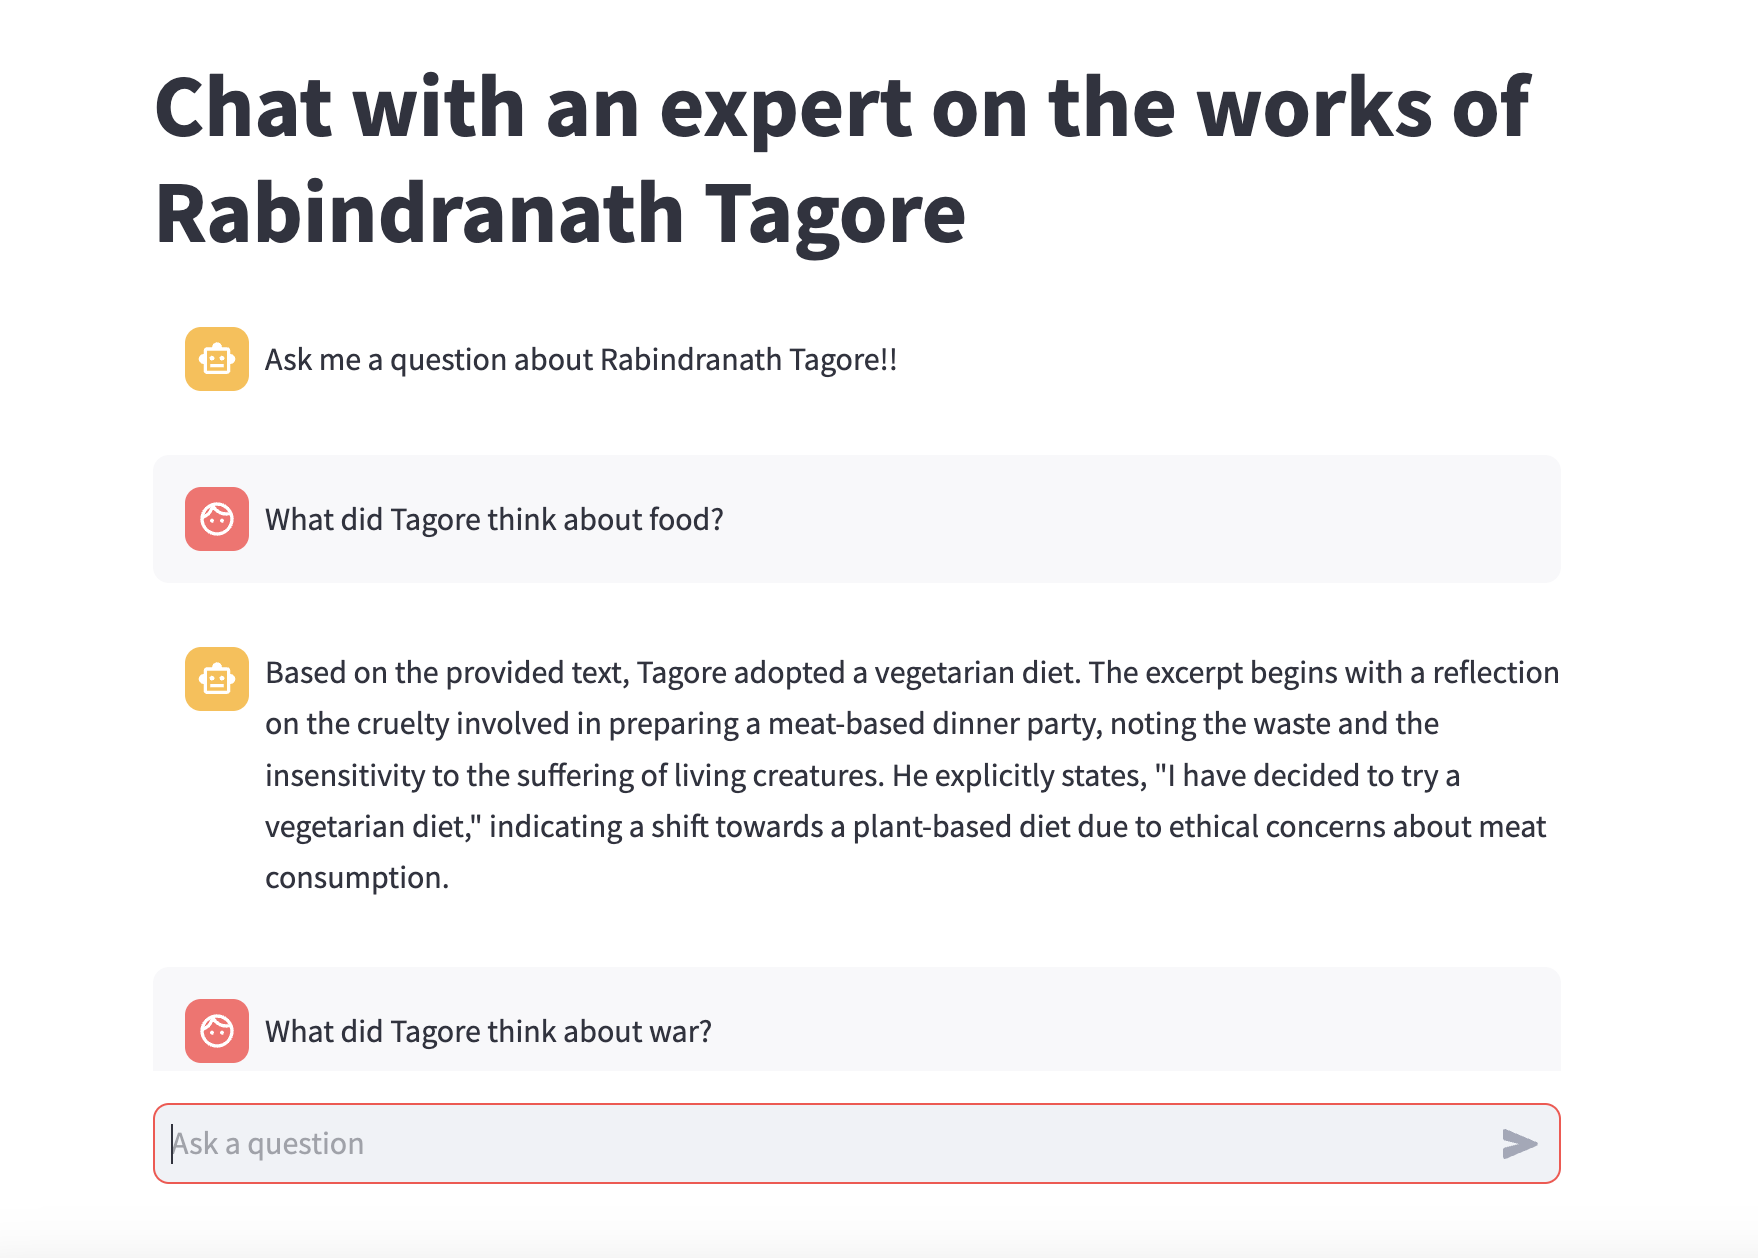 Chat with an expert on the works of
Rabindranath Tagore
Ask me a question about Rabindranath Tagore!!
What did Tagore think about food?
Based on the provided text, Tagore adopted a vegetarian diet. The excerpt begins with a reflection
on the cruelty involved in preparing a meat-based dinner party, noting the waste and the
insensitivity to the suffering of living creatures. He explicitly states, "I have decided to try a
vegetarian diet," indicating a shift towards a plant-based diet due to ethical concerns about meat
consumption.
What did Tagore think about war?
Ask a question